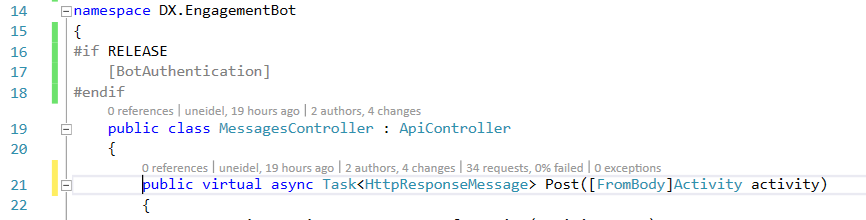 14 namespace DX.EngagementBot
15 {
16 #if RELEASE
17 [BotAuthentication]
18 #endif
0 references | uneidel, 19 hours ago | 2 authors, 4 changes
19 public class MessagesController : ApiController
20 {
0 references | uneidel, 19 hours ago | 2 authors, 4 changes | 34 requests, 0% failed | 0 exceptions
21 public virtual async Task<HttpResponseMessage> Post([FromBody]Activity activity)
22 {